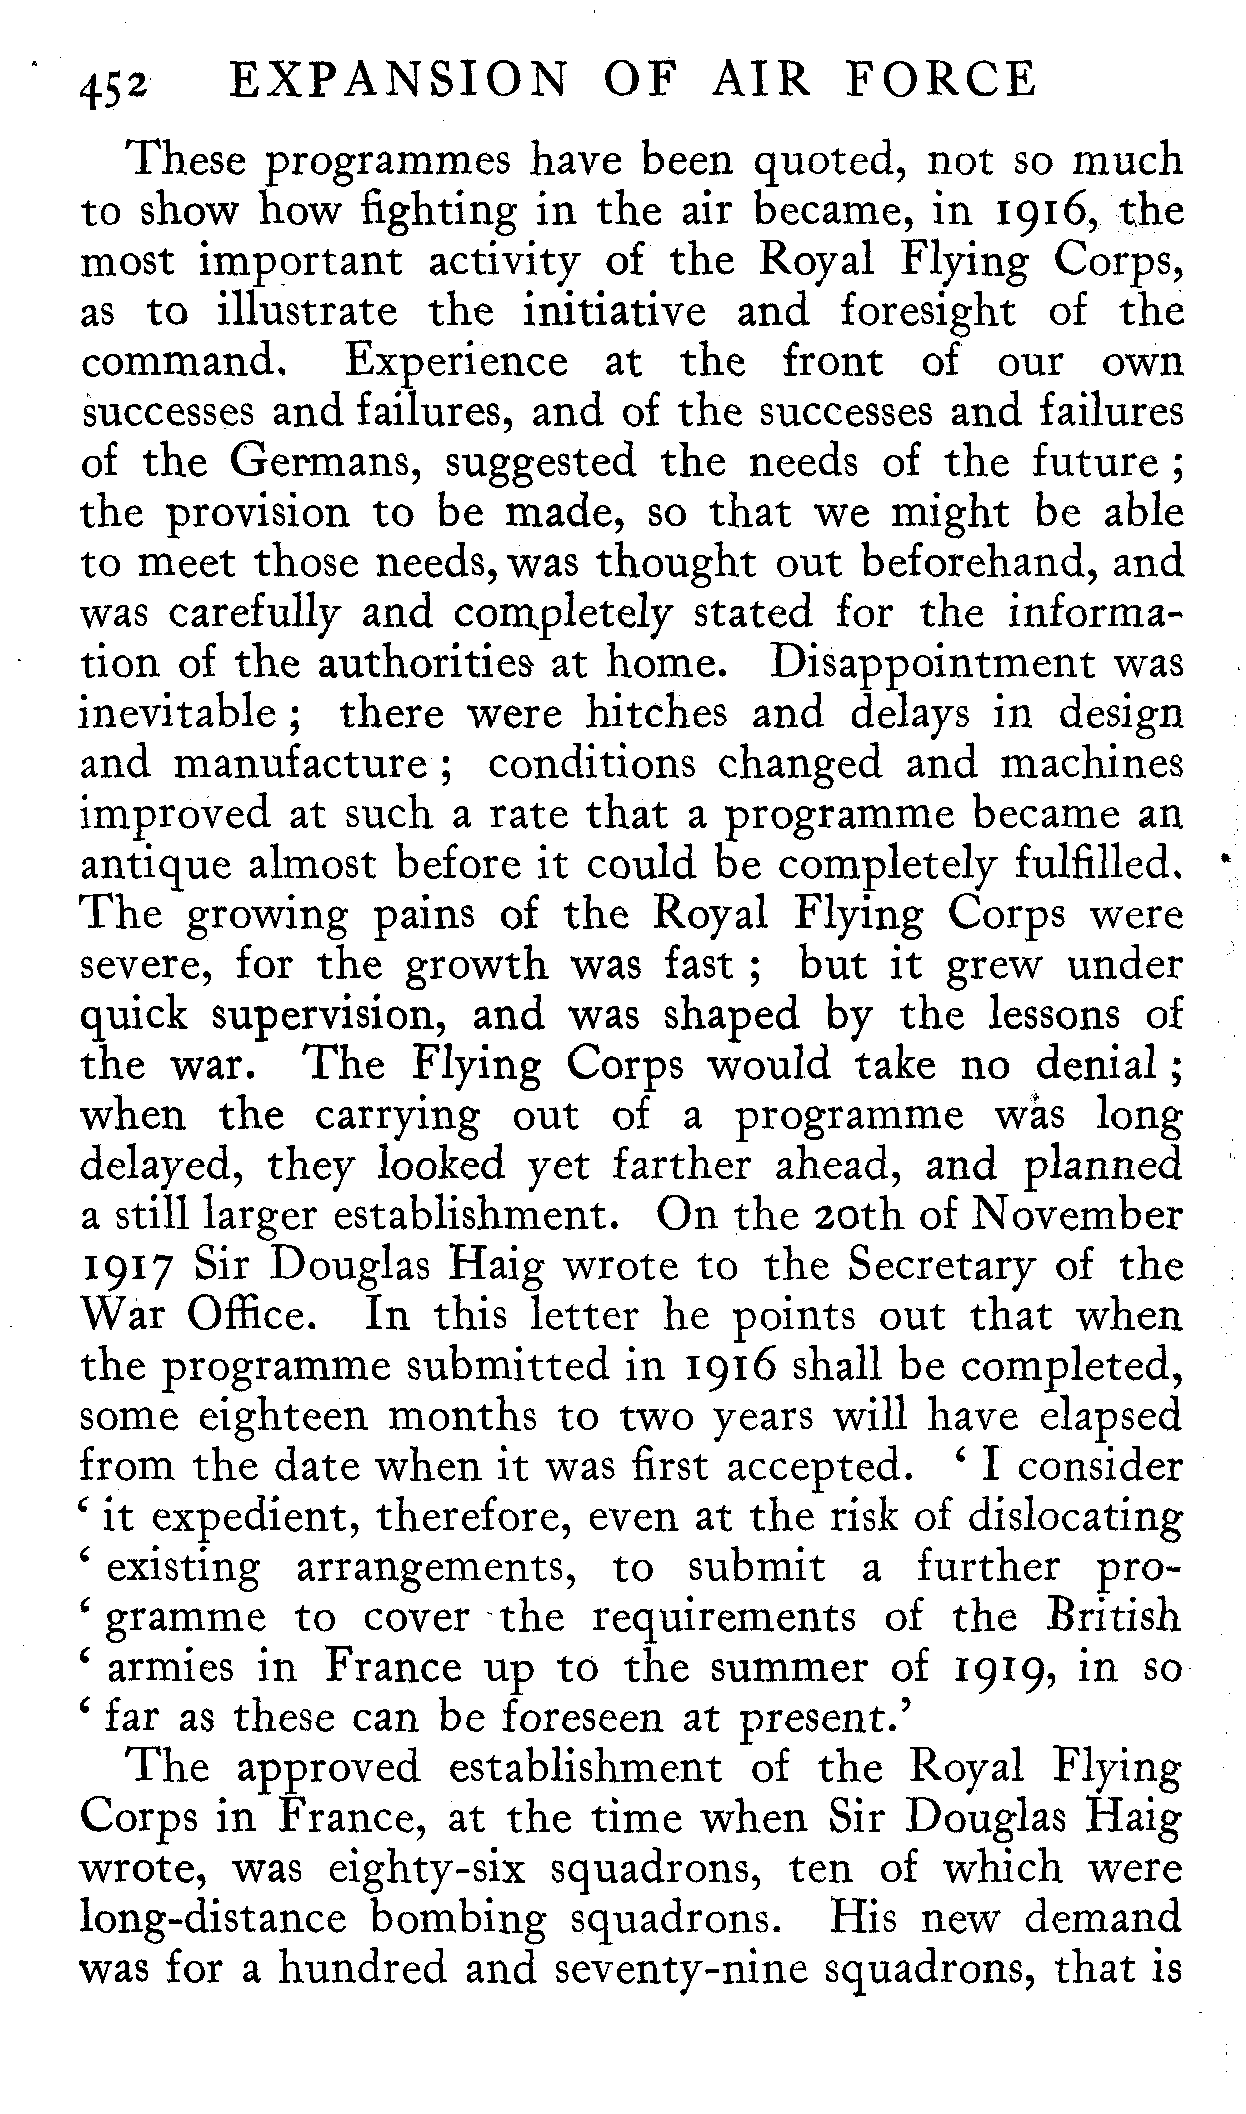 452 EXPANSION OF AIR FORCE
These programmes have been quoted, not so much
to show how fighting in the air became, in 1916, the
most important activity of the Royal Flying Corps,
as to illustrate the initiative and foresight of the
command. Experience at the front of our own
successes and failures, and of the successes and failures
of the Germans, suggested the needs of the future ;
the provision to be made, so that we might be able
to meet those needs, was thought out beforehand, and
was carefully and completely stated for the informa-
tion of the authorities at home. Disappointment was
inevitable ; there were hitches and delays in design
and manufacture ; conditions changed and machines
improved at such a rate that a programme became an
antique almost before it could be completely fulfilled.
The growing pains of the Royal Flying Corps were
severe, for the growth was fast ; but it grew under
quick supervision, and was shaped by the lessons of
the war. The Flying Corps would take no denial ;
when the carrying out of a programme was long
delayed, they looked yet farther ahead, and planned
a still larger establishment. On the 20th of November
1917 Sir Douglas Haig wrote to the Secretary of the
War Office. In this letter he points out that when
the programme submitted in 1916 shall be completed,
some eighteen months to two years will have elapsed
from the date when it was first accepted. ‘ I consider
‘ it expedient, therefore, even at the risk of dislocating
‘ existing arrangements, to submit a further pro-
‘ gramme to cover the requirements of the British
‘ armies in France up to the summer of 1919, in so
‘ far as these can be foreseen at present.’
The approved establishment of the Royal Flying
Corps in France, at the time when Sir Douglas Haig
wrote, was eighty-six squadrons, ten of which were
long-distance bombing squadrons. His new demand
was for a hundred and seventy-nine squadrons, that is